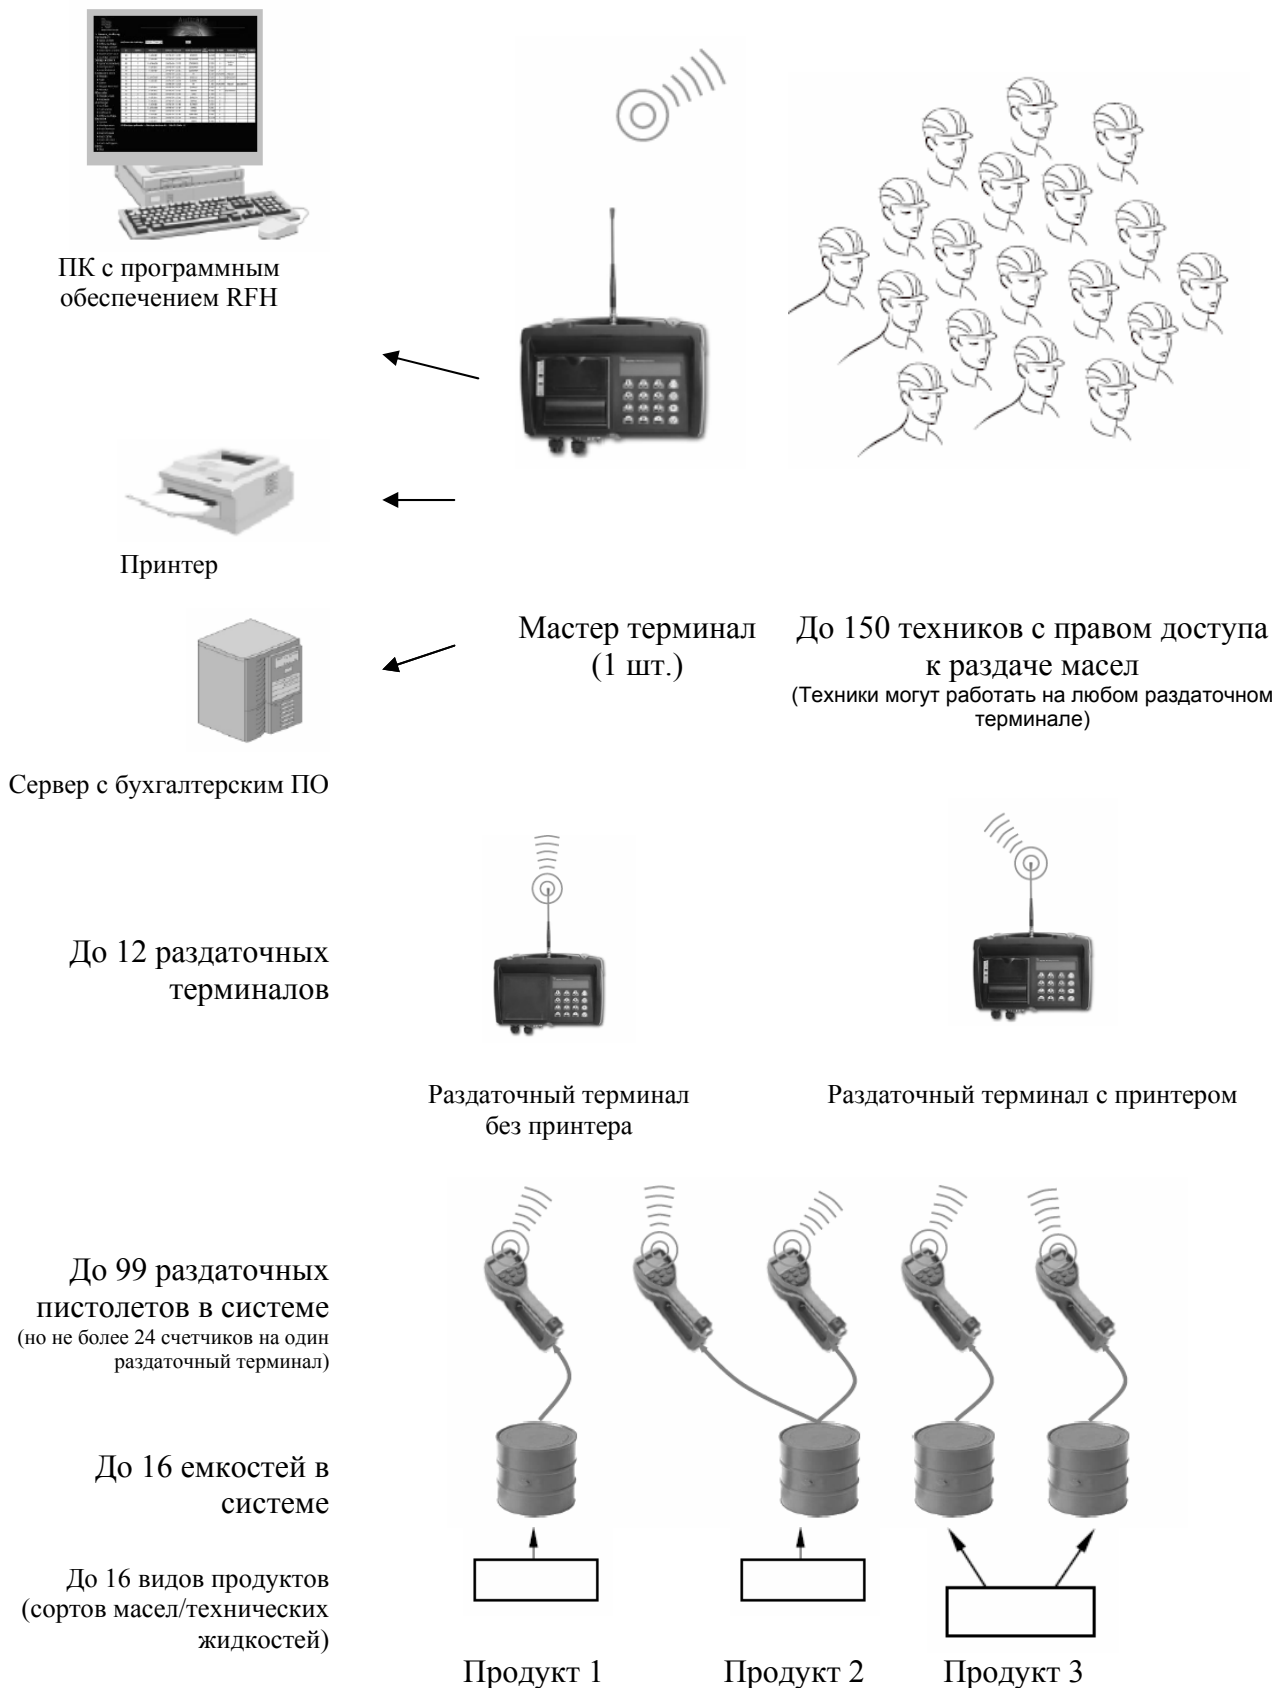 ПК с программным
обеспечением RFH
Принтер
Мастер терминал
(1 шт.)
До 150 техников с правом доступа
к раздаче масел
(Техники могут работать на любом раздаточном
терминале)
Сервер с бухгалтерским ПО
До 12 раздаточных
терминалов
Раздаточный терминал
без принтера
Раздаточный терминал с принтером
До 99 раздаточных
пистолетов в системе
(но не более 24 счетчиков на один
раздаточный терминал)
До 16 емкостей в
системе
До 16 видов продуктов
(сортов масел/технических
жидкостей)
Продукт 1
Продукт 2
Продукт 3